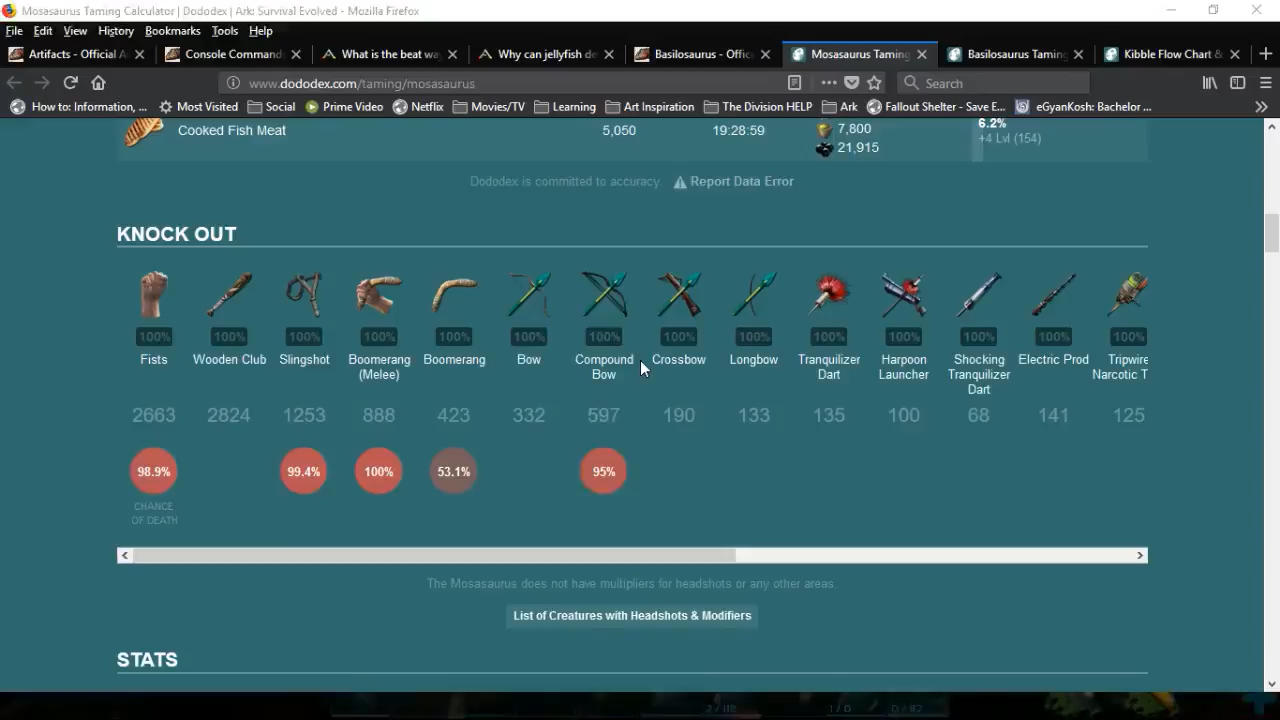 Mosasaurus Taming Calculator | Dododex | Ark: Survival Evolved - Mozilla Firefox
File Edit View History Bookmarks Tools Help
Artifacts - Official A
Console Command
What is the beat wa
Why can jellyfish de
Basilosaurus - Offic
Mosasaurus Taming
Basilosaurus Taming
Kibble Flow Chart &
www.dododex.com/taming/mosasaurus
Search
How to: Information, ...
Most Visited
Social
Prime Video
Netflix
Movies/TV
Learning
Art Inspiration
The Division HELP
Ark
Fallout Shelter - Save E...
eGyanKosh: Bachelor ...
Cooked Fish Meat 5,050 19:28:59 7,800 6.2%
21,915 +4 Lvl (154)
Dododex is committed to accuracy. Report Data Error
KNOCK OUT
100% 100% 100% 100% 100% 100% 100% 100% 100% 100% 100% 100% 100% 100%
Fists
Wooden Club
Slingshot
Boomerang
(Melee)
Boomerang
Bow
Compound
Bow
Crossbow
Longbow
Tranquilizer
Dart
Harpoon
Launcher
Shocking
Tranquilizer
Dart
Electric Prod
Tripwire
Narcotic T
2663 2824 1253 888 423 332 597 190 133 135 100 68 141 125
98.9% 99.4% 100% 53.1% 95%
CHANCE
OF DEATH
The Mosasaurus does not have multipliers for headshots or any other areas.
List of Creatures with Headshots & Modifiers
STATS